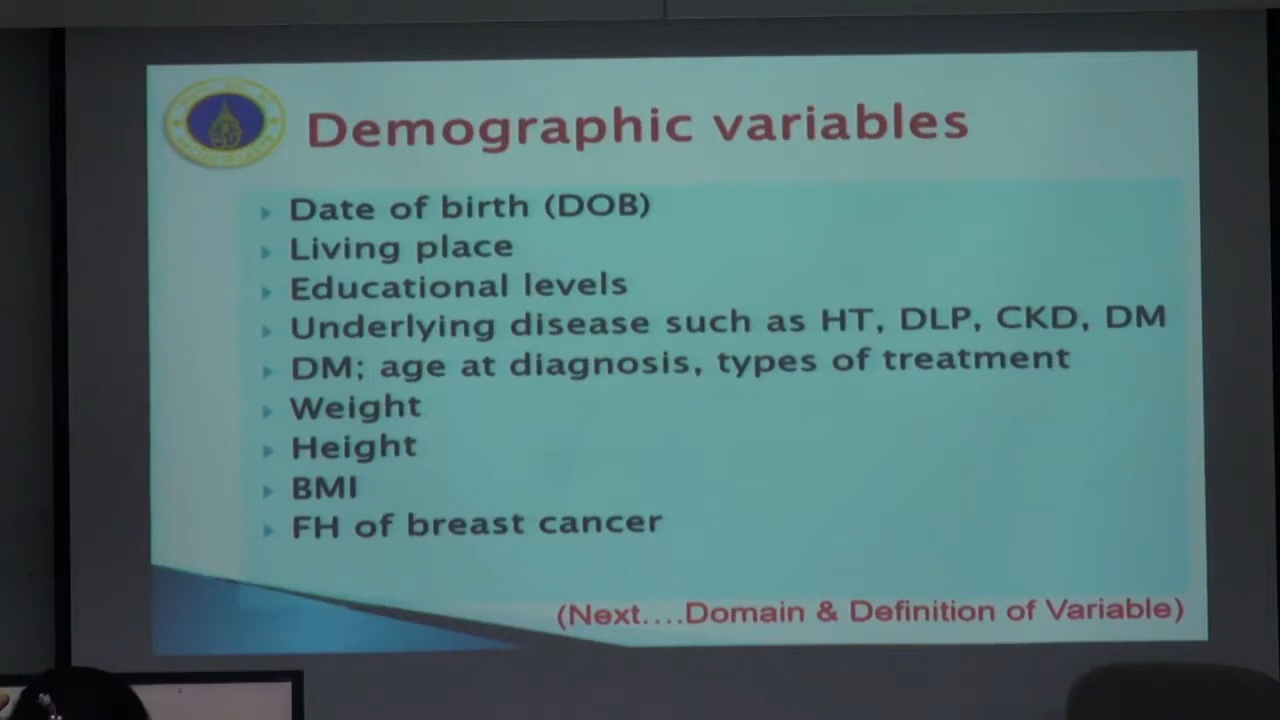 Demographic variables
Date of birth (DOB)
Living place
Educational levels
Underlying disease such as HT, DLP, CKD, DM
DM; age at diagnosis, types of treatment
Weight
Height
BMI
FH of breast cancer
(Next....Domain & Definition of Variable)